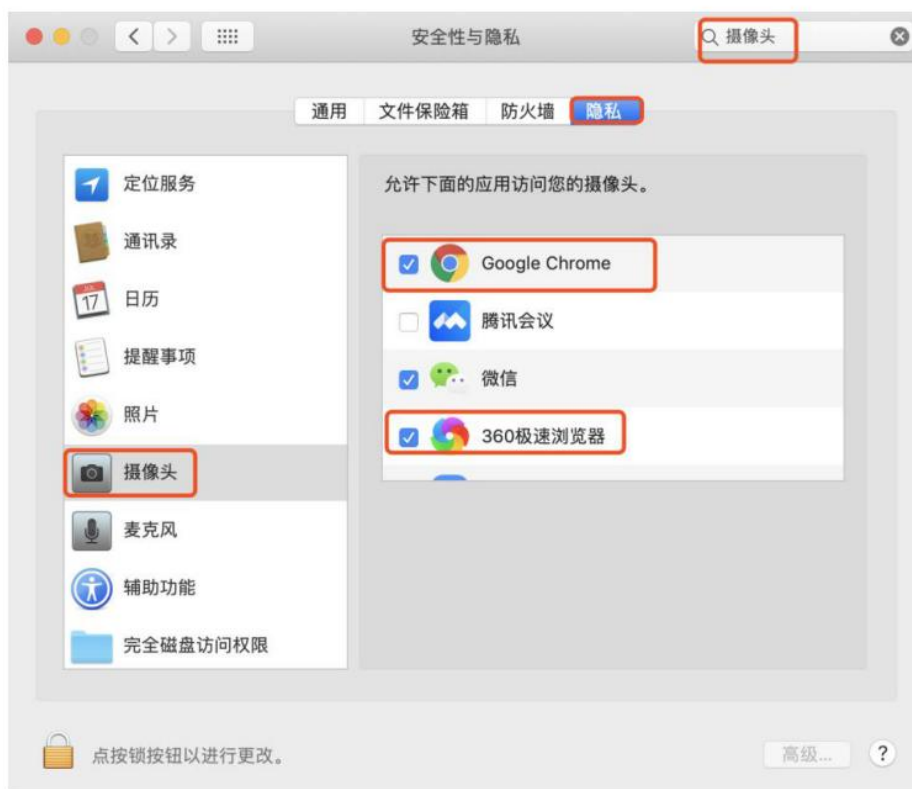 安全性与隐私
摄像头
通用 文件保险箱 防火墙 隐私
定位服务
通讯录
JUL
17
日历
提醒事项
照片
摄像头
麦克风
辅助功能
完全磁盘访问权限
允许下面的应用访问您的摄像头。
Google Chrome
腾讯会议
微信
360极速浏览器
点按锁按钮以进行更改。
高级...
?